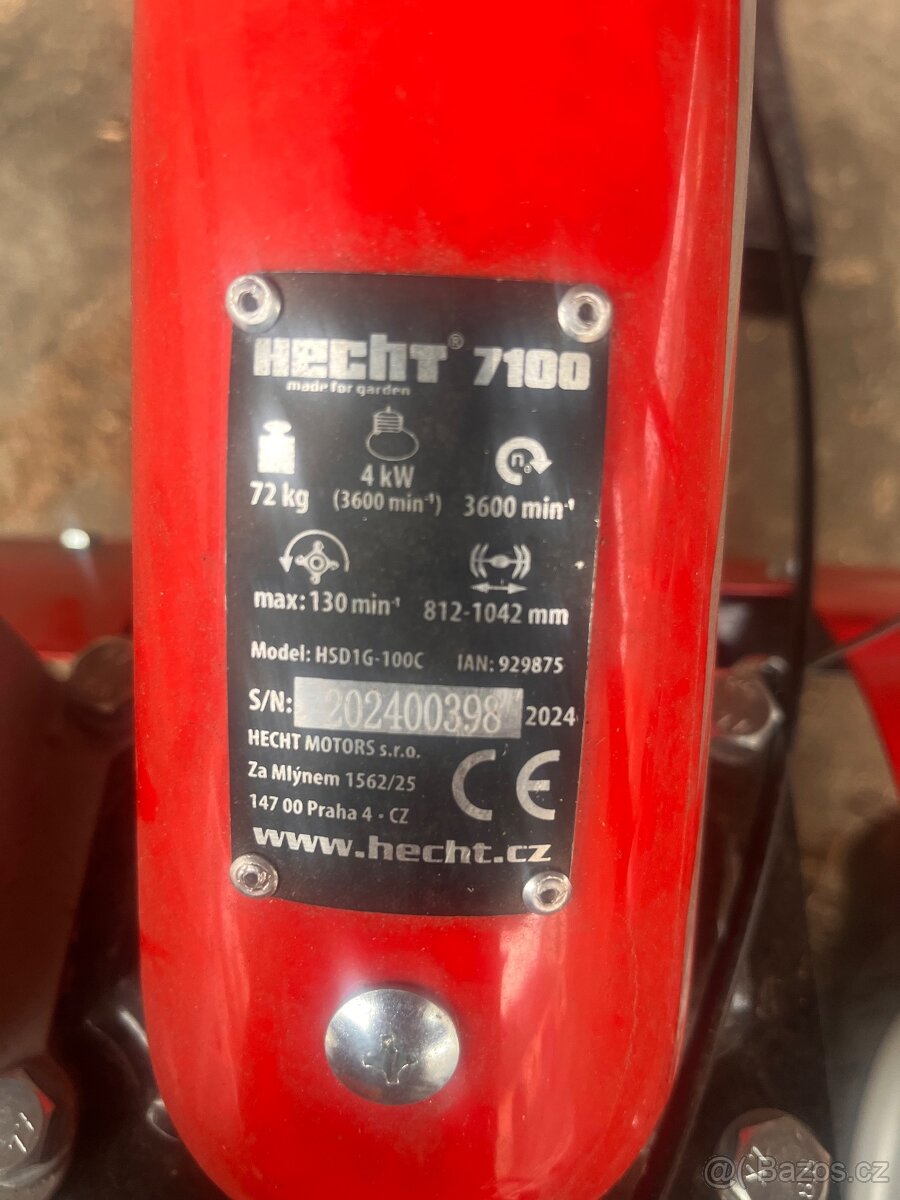 HECHT® 7100
made for garden
72 kg
4 kW
(3600 min⁻¹)
n
3600 min⁻¹
max: 130 min⁻¹
812-1042 mm
Model: HSD1G-100C IAN: 929875
S/N: 202400398 2024
HECHT MOTORS s.r.o.
Za Mlýnem 1562/25
147 00 Praha 4 · CZ
CE
www.hecht.cz
@Bazos.cz